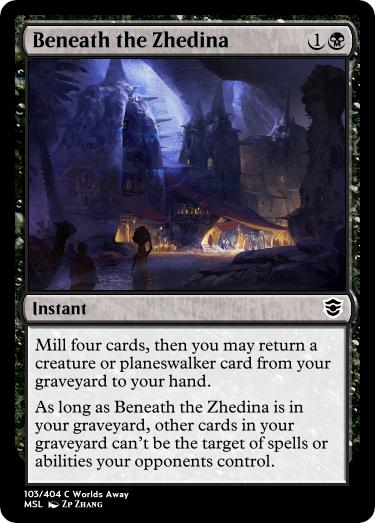 Beneath the Zhedina 1
Instant
Mill four cards, then you may return a
creature or planeswalker card from your
graveyard to your hand.
As long as Beneath the Zhedina is in
your graveyard, other cards in your
graveyard can't be the target of spells or
abilities your opponents control.
103/404 C Worlds Away
MSL Zp Zhang